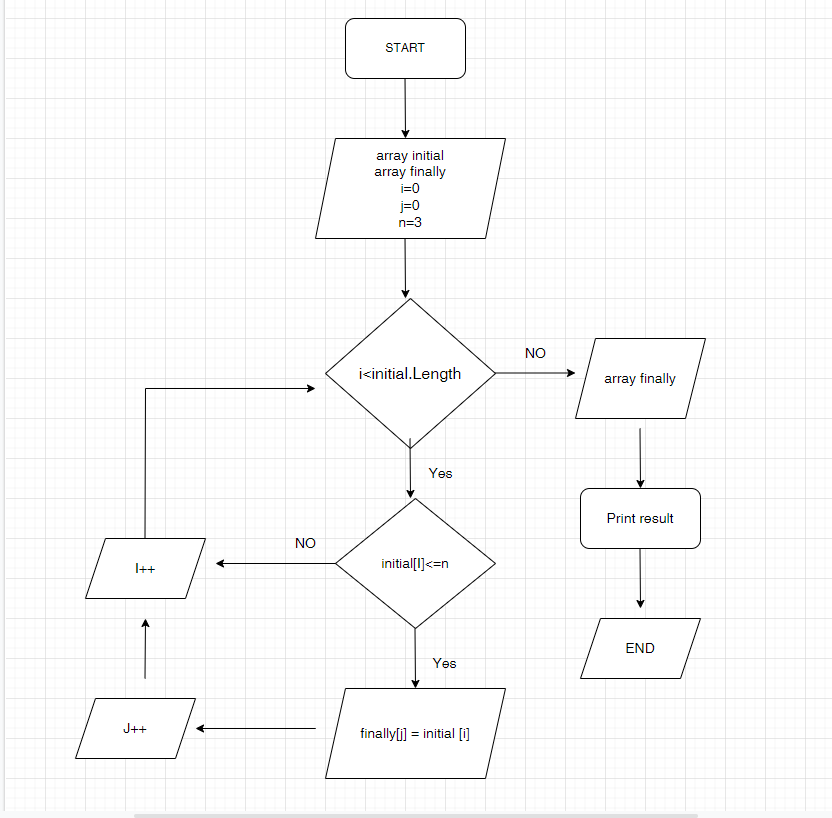 START
array initial
array finally
i=0
j=0
n=3
i<initial.Length
NO
array finally
Yes
Print result
NO
initial[I]<=n
I++
END
Yes
finally[j] = initial [i]
J++